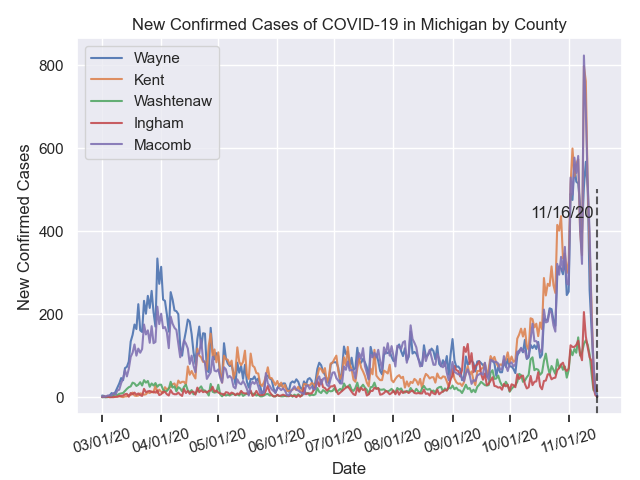 New Confirmed Cases of COVID-19 in Michigan by County
Wayne
Kent
Washtenaw
Ingham
Macomb
New Confirmed Cases
800
600
400
200
0
11/16/20
03/01/20
04/01/20
05/01/20
06/01/20
07/01/20
08/01/20
09/01/20
10/01/20
11/01/20
Date